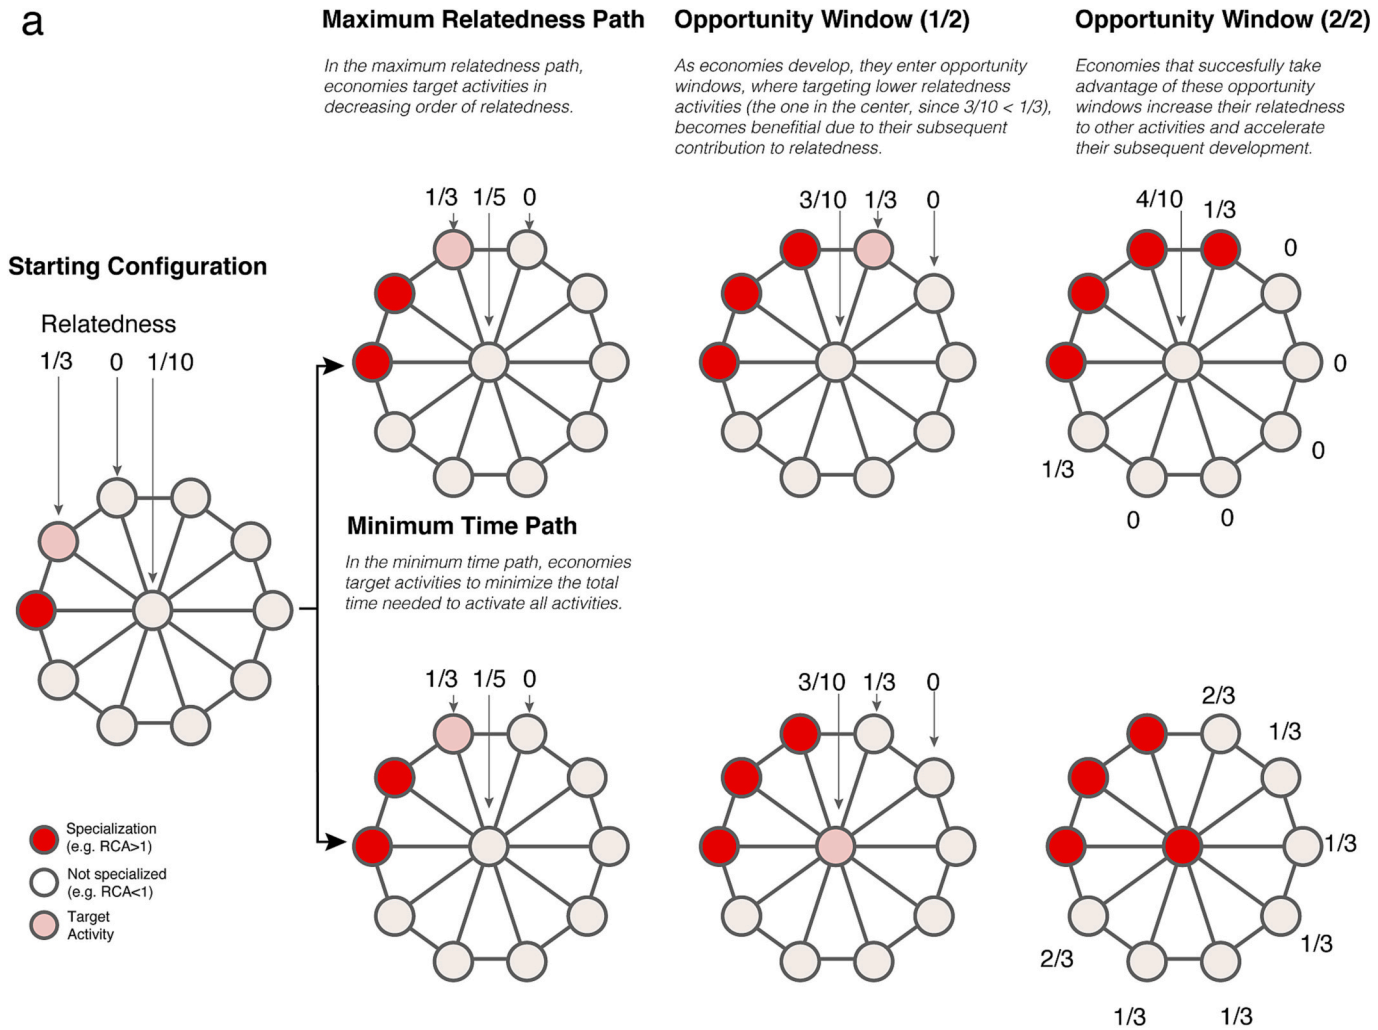 a
Maximum Relatedness Path
In the maximum relatedness path,
economies target activities in
decreasing order of relatedness.
Opportunity Window (1/2)
As economies develop, they enter opportunity
windows, where targeting lower relatedness
activities (the one in the center, since 3/10 < 1/3),
becomes benefitial due to their subsequent
contribution to relatedness.
Opportunity Window (2/2)
Economies that succesfully take
advantage of these opportunity
windows increase their relatedness
to other activities and accelerate
their subsequent development.
Starting Configuration
Relatedness
1/3 0 1/10
1/3 1/5 0
3/10 1/3 0
4/10 1/3
0
0
0
1/3
0 0
Minimum Time Path
In the minimum time path, economies
target activities to minimize the total
time needed to activate all activities.
1/3 1/5 0
3/10 1/3 0
2/3
1/3
1/3
1/3
2/3
1/3 1/3
Specialization
(e.g. RCA>1)
Not specialized
(e.g. RCA<1)
Target
Activity